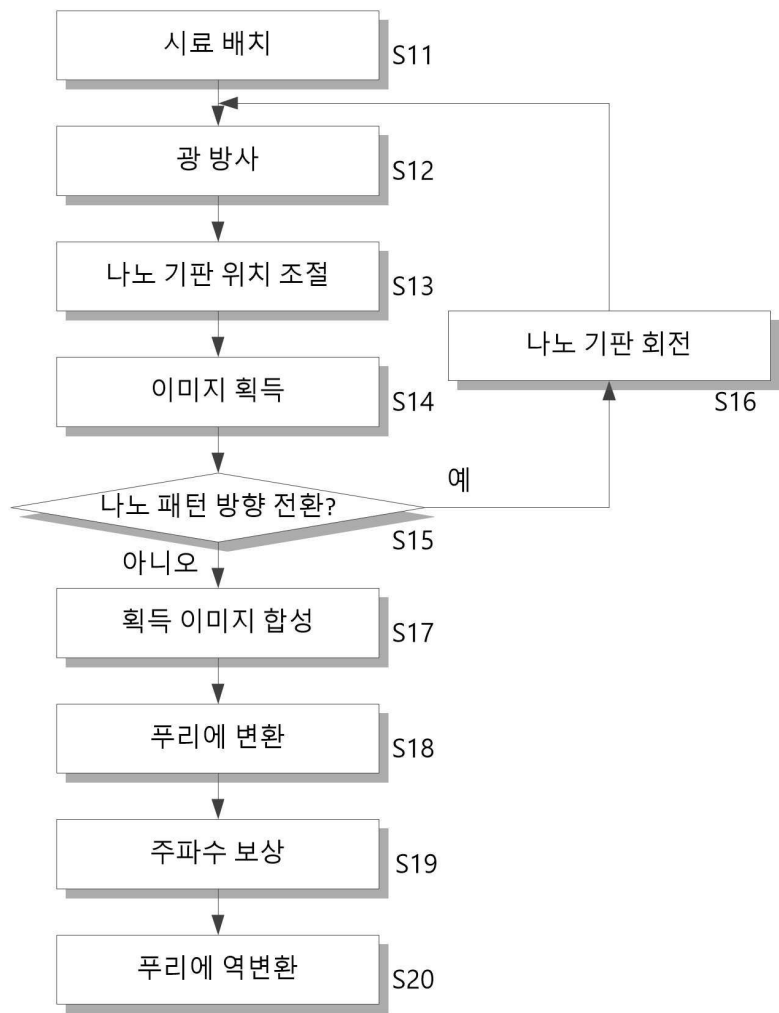 시료 배치
S11
광 방사
S12
나노 기판 위치 조절
S13
나노 기판 회전
S16
이미지 획득
S14
나노 패턴 방향 전환?
예
S15
아니오
획득 이미지 합성
S17
푸리에 변환
S18
주파수 보상
S19
푸리에 역변환
S20